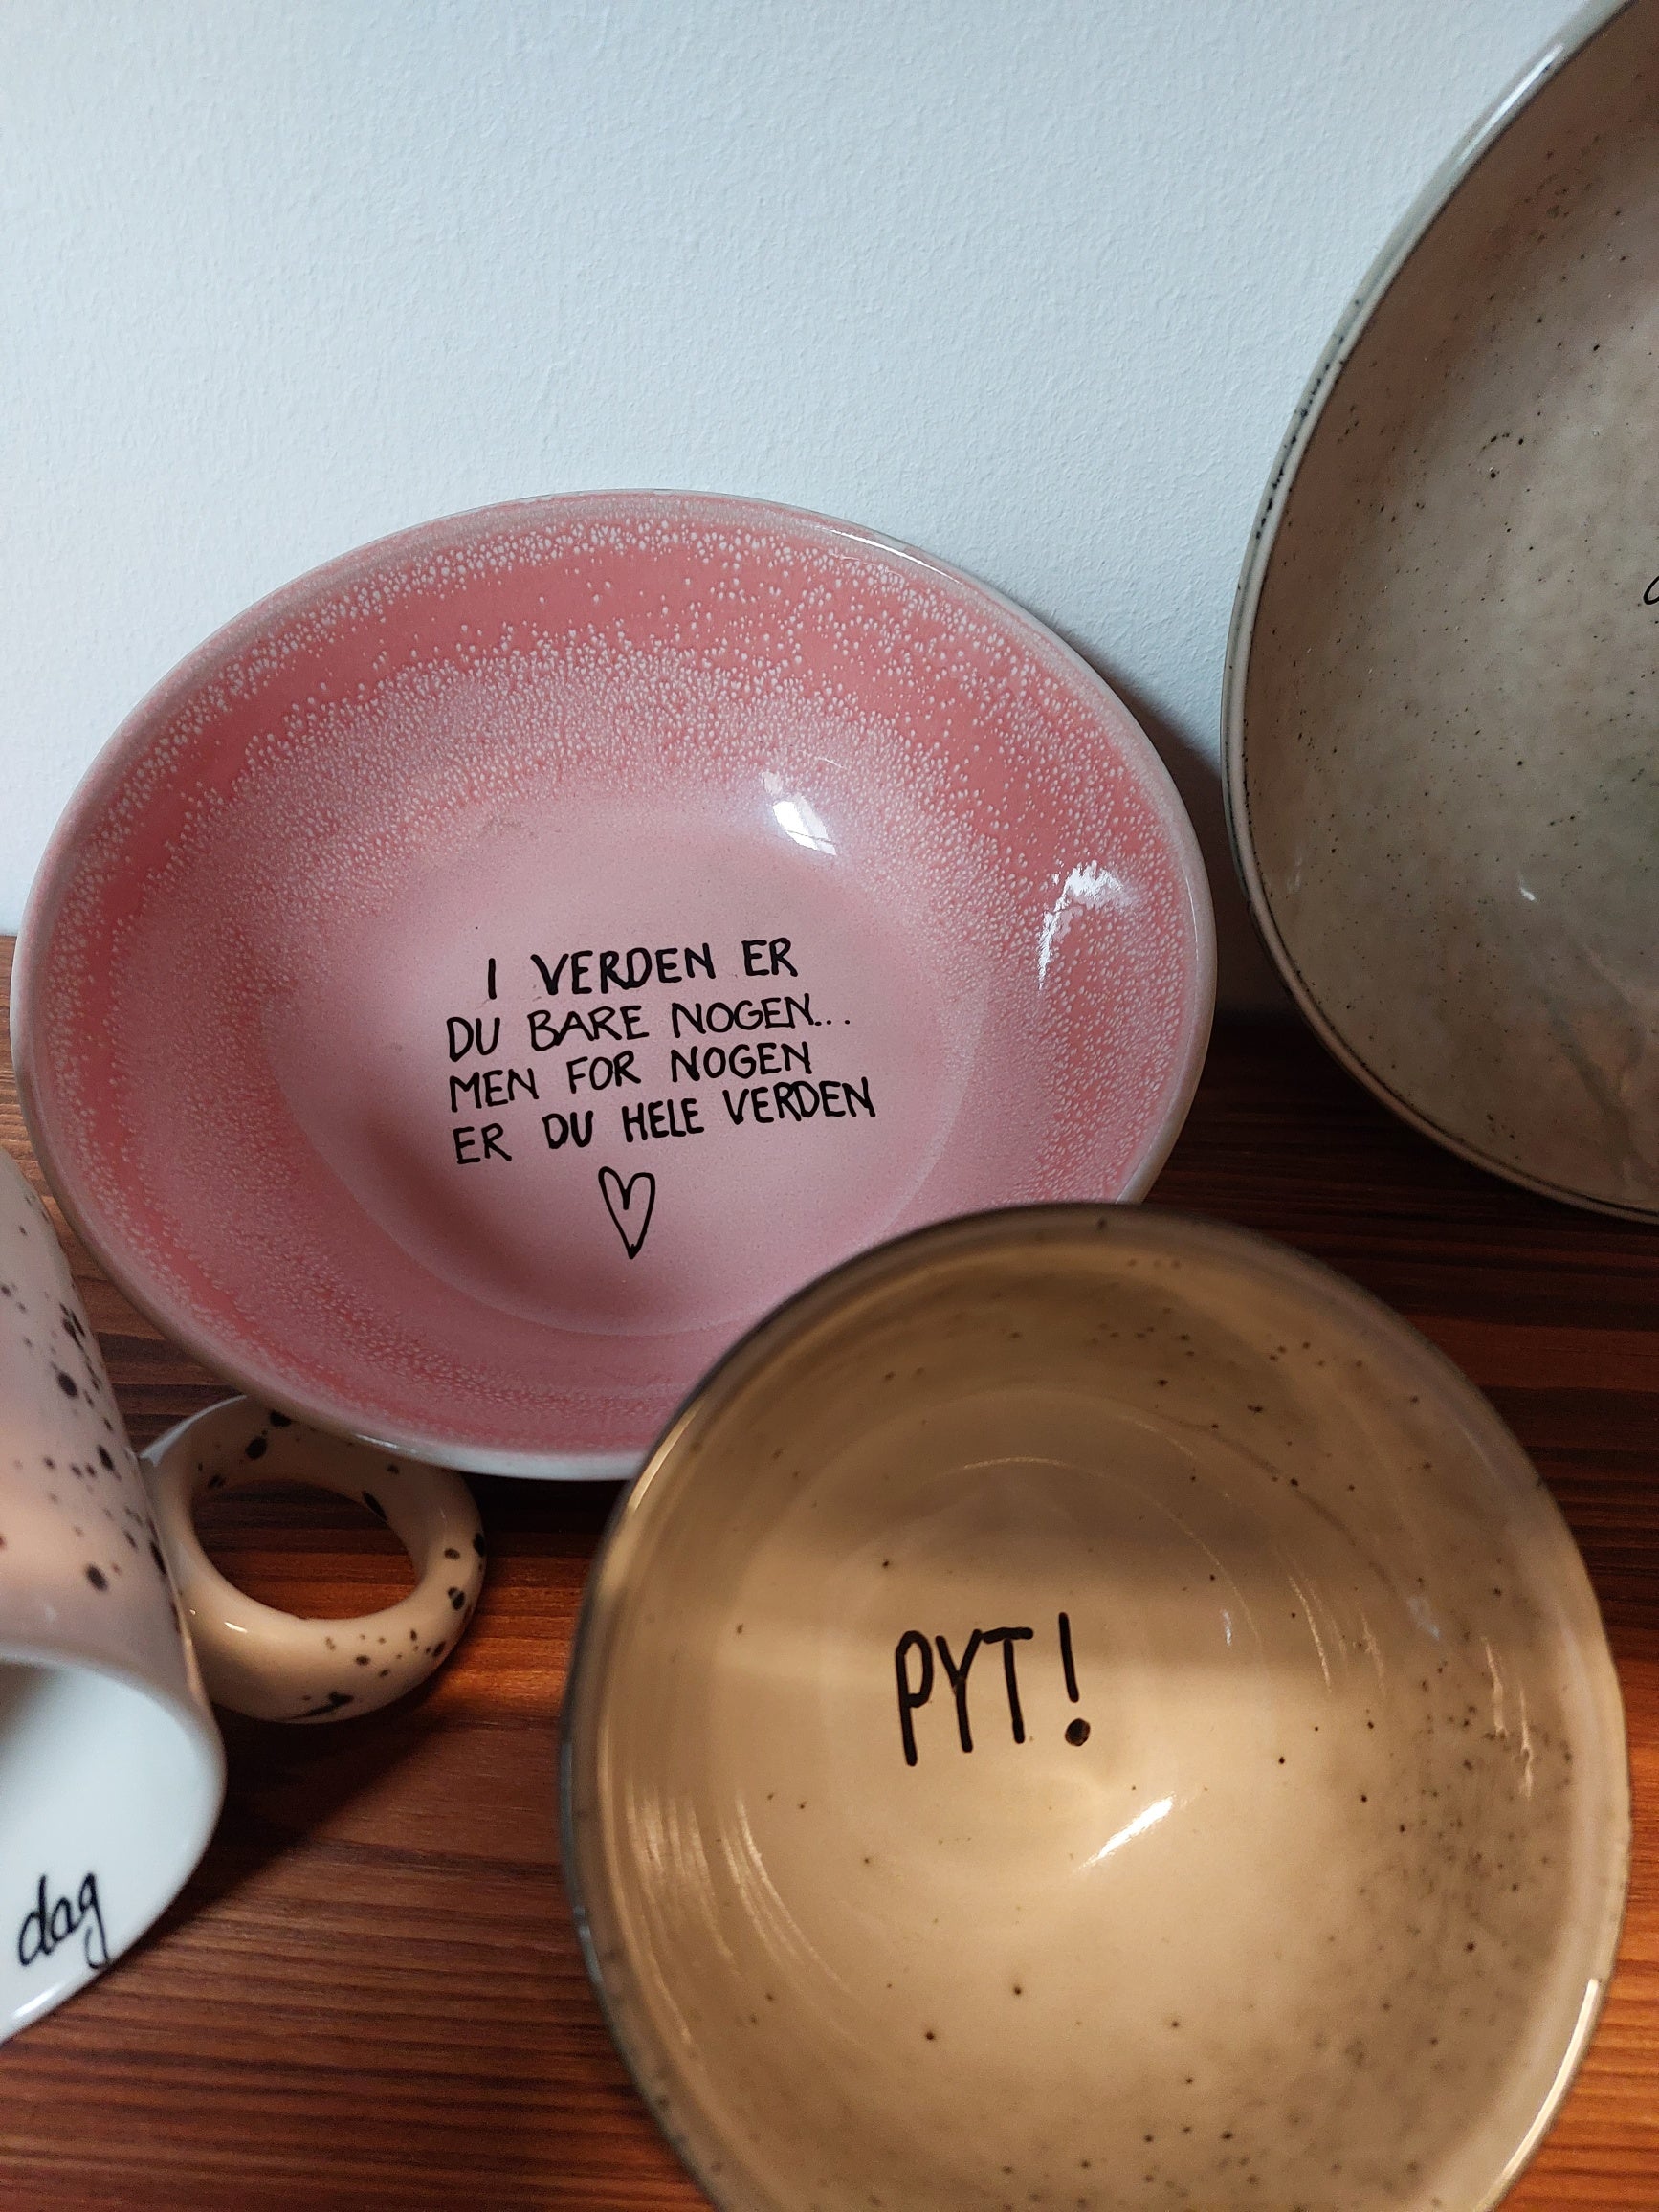 I VERDEN ER
DU BARE NOGEN...
MEN FOR NOGEN
ER DU HELE VERDEN
PYT!
dag